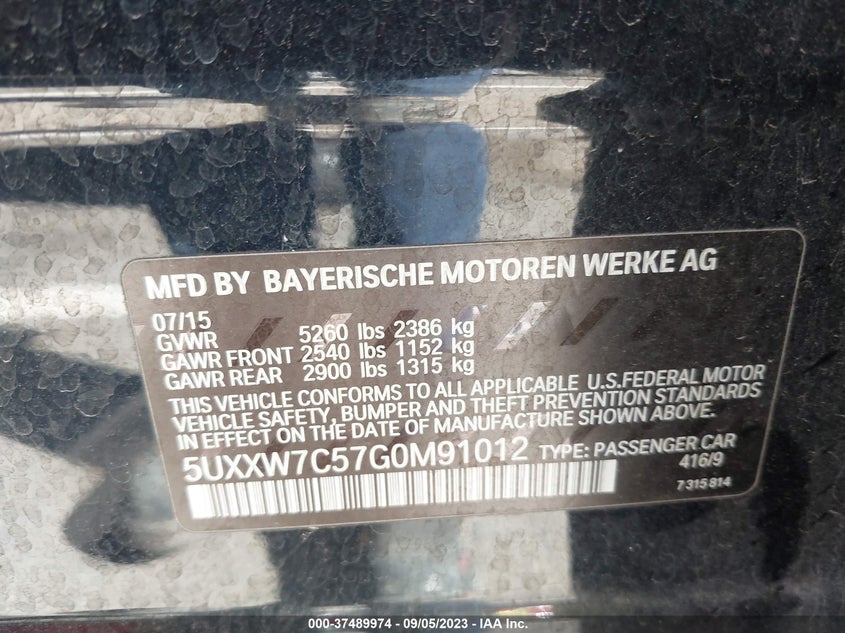 MFD BY BAYERISCHE MOTOREN WERKE AG
07/15
GVWR 5260 lbs 2386 kg
GAWR FRONT 2540 lbs 1152 kg
GAWR REAR 2900 lbs 1315 kg
THIS VEHICLE CONFORMS TO ALL APPLICABLE U.S.FEDERAL MOTOR
VEHICLE SAFETY, BUMPER AND THEFT PREVENTION STANDARDS
IN EFFECT ON THE DATE OF MANUFACTURE SHOWN ABOVE.
5UXXW7C57G0M91012 TYPE: PASSENGER CAR
416/9
7 315 814
000-37489974 - 09/05/2023 - IAA Inc.